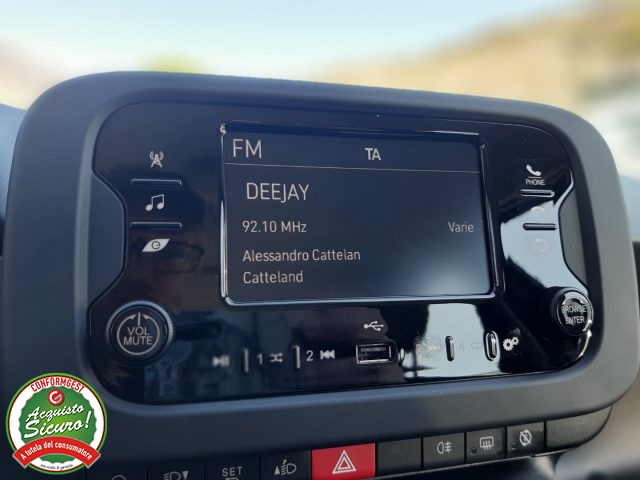 FM
TA
DEEJAY
92.10 MHz
Varie
Alessandro Cattelan
Catteland
PHONE
VOL
MUTE
BROWSE
ENTER
1
2
4
SET
CONFORMGEST
Acquisto
Sicuro!
A tutela del consumatore